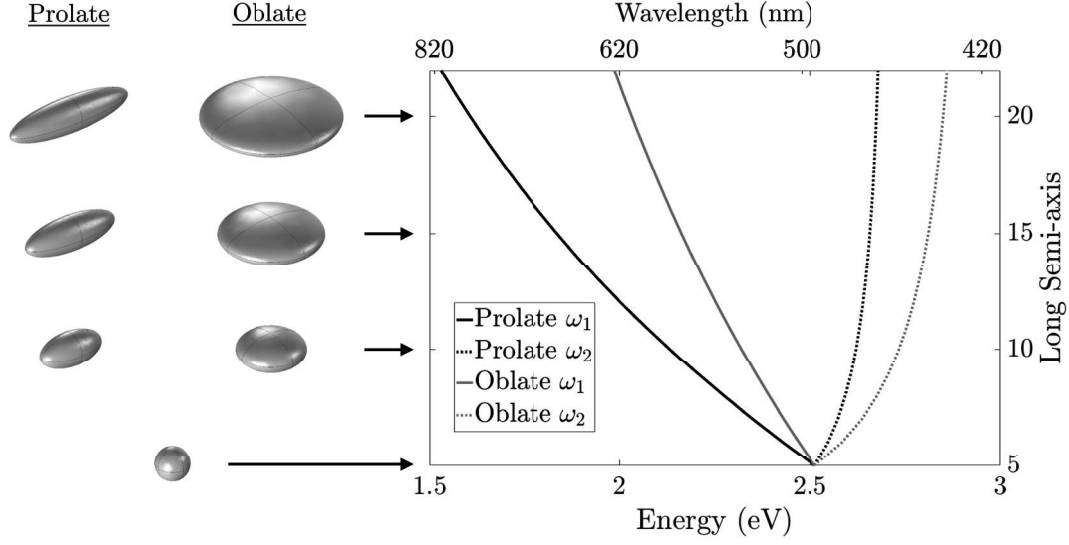 Prolate
Oblate
Wavelength (nm)
820 620 500 420
20
15
10
5
Long Semi-axis
Prolate ω₁
Prolate ω₂
Oblate ω₁
Oblate ω₂
1.5 2 2.5 3
Energy (eV)